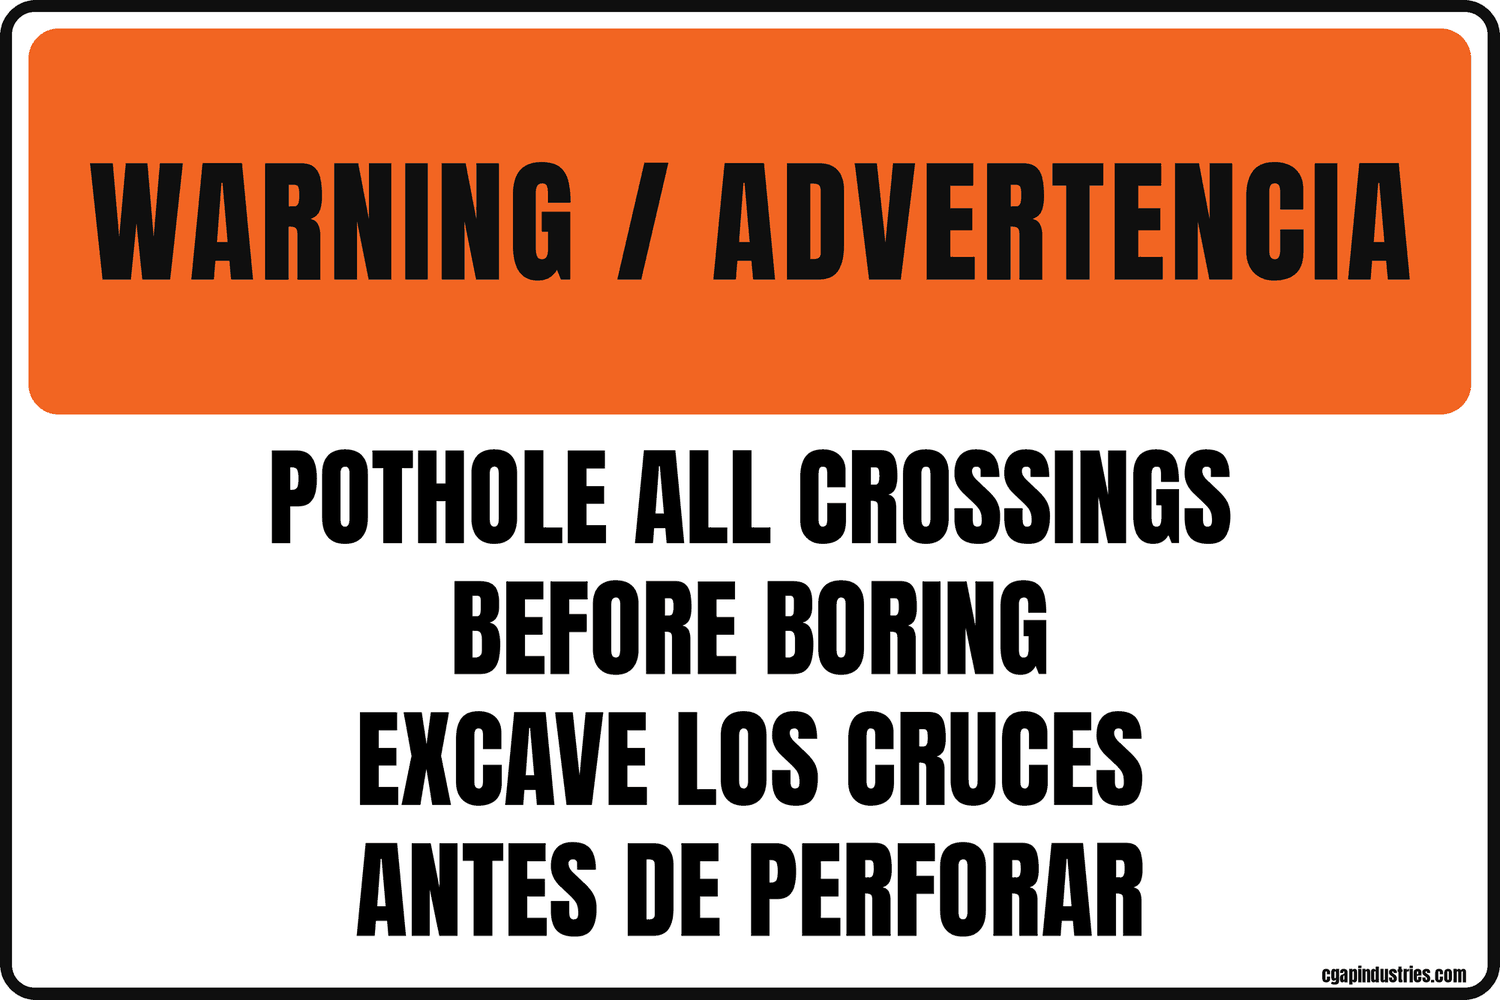 WARNING / ADVERTENCIA
POTHOLE ALL CROSSINGS
BEFORE BORING
EXCAVE LOS CRUCES
ANTES DE PERFORAR
cgapindustries.com